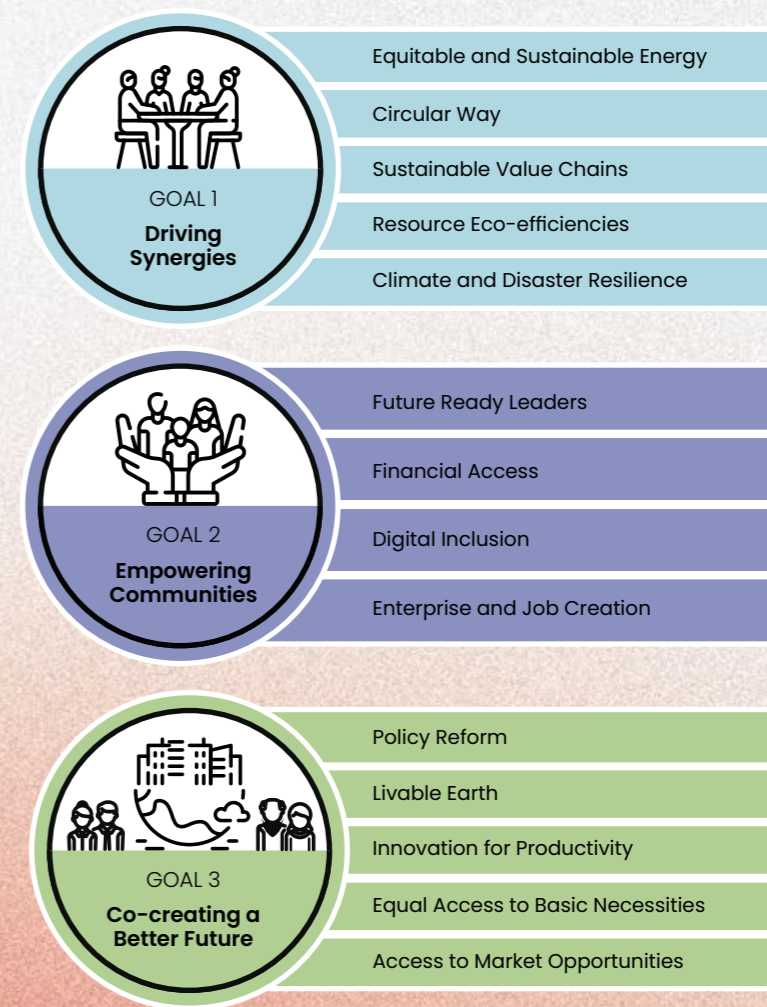 GOAL 1
Driving
Synergies
Equitable and Sustainable Energy
Circular Way
Sustainable Value Chains
Resource Eco-efficiencies
Climate and Disaster Resilience
GOAL 2
Empowering
Communities
Future Ready Leaders
Financial Access
Digital Inclusion
Enterprise and Job Creation
GOAL 3
Co-creating a
Better Future
Policy Reform
Livable Earth
Innovation for Productivity
Equal Access to Basic Necessities
Access to Market Opportunities